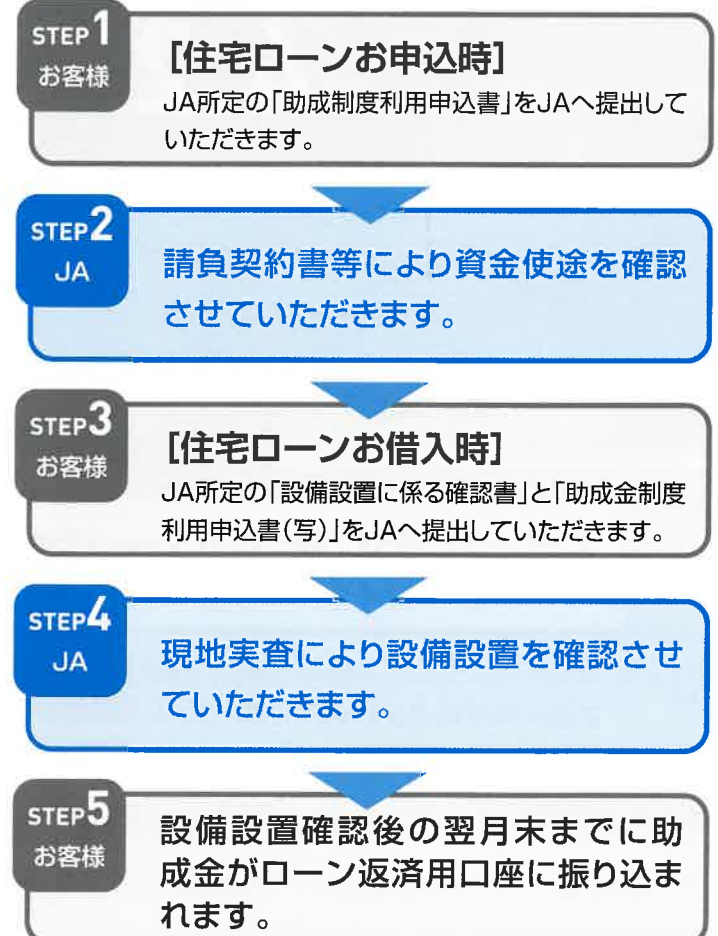 STEP1
お客様
[住宅ローンお申込時]
JA所定の「助成制度利用申込書」をJAへ提出して
いただきます。
STEP2
JA
請負契約書等により資金使途を確認
させていただきます。
STEP3
お客様
[住宅ローンお借入時]
JA所定の「設備設置に係る確認書」と「助成金制度
利用申込書(写)」をJAへ提出していただきます。
STEP4
JA
現地実査により設備設置を確認させ
ていただきます。
STEP5
お客様
設備設置確認後の翌月末までに助
成金がローン返済用口座に振り込ま
れます。